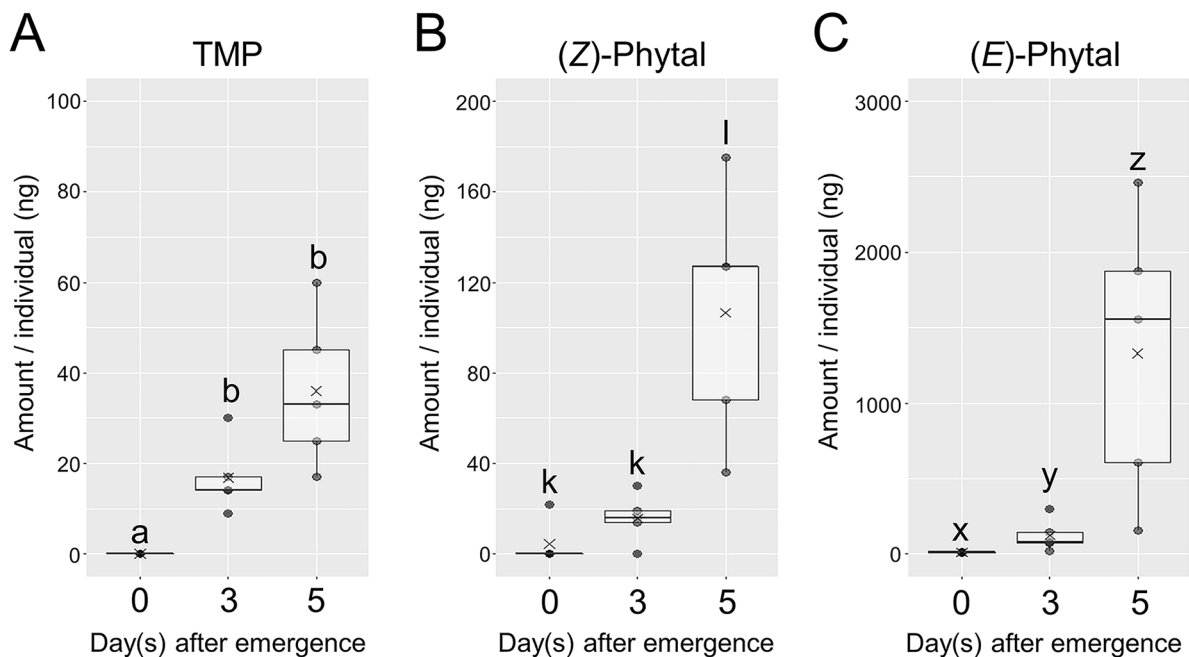 A
TMP
Amount / individual (ng)
100
80
60
40
20
0
a
b
b
0 3 5
Day(s) after emergence
B
(Z)-Phytal
Amount / individual (ng)
200
160
120
80
40
0
k
k
l
0 3 5
Day(s) after emergence
C
(E)-Phytal
Amount / individual (ng)
3000
2000
1000
0
x
y
z
0 3 5
Day(s) after emergence